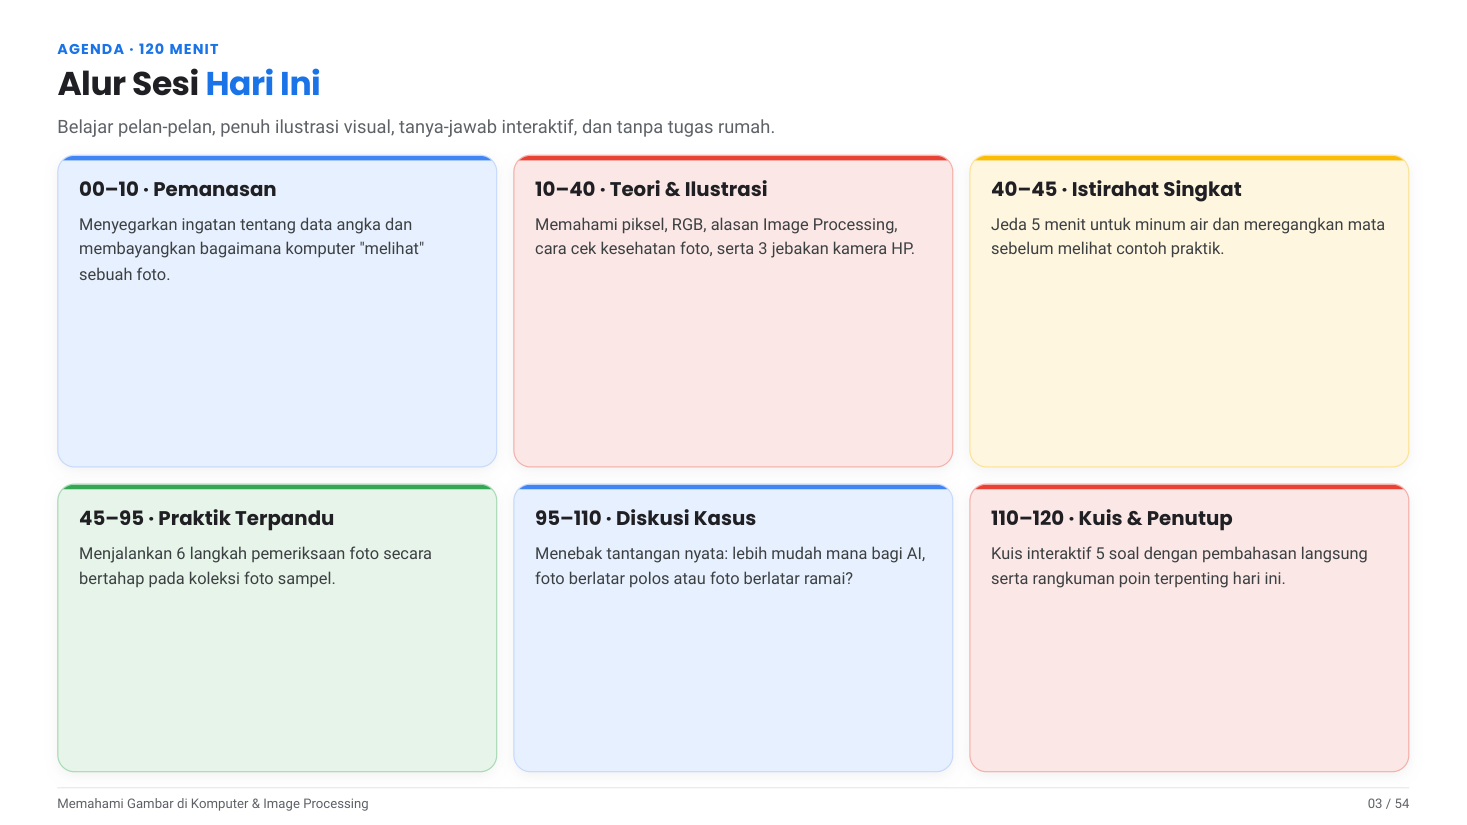 AGENDA · 120 MENIT
Alur Sesi Hari Ini
Belajar pelan-pelan, penuh ilustrasi visual, tanya-jawab interaktif, dan tanpa tugas rumah.
00–10 · Pemanasan
Menyegarkan ingatan tentang data angka dan
membayangkan bagaimana komputer "melihat"
sebuah foto.
10–40 · Teori & Ilustrasi
Memahami piksel, RGB, alasan Image Processing,
cara cek kesehatan foto, serta 3 jebakan kamera HP.
40–45 · Istirahat Singkat
Jeda 5 menit untuk minum air dan meregangkan mata
sebelum melihat contoh praktik.
45–95 · Praktik Terpandu
Menjalankan 6 langkah pemeriksaan foto secara
bertahap pada koleksi foto sampel.
95–110 · Diskusi Kasus
Menebak tantangan nyata: lebih mudah mana bagi AI,
foto berlatar polos atau foto berlatar ramai?
110–120 · Kuis & Penutup
Kuis interaktif 5 soal dengan pembahasan langsung
serta rangkuman poin terpenting hari ini.
Memahami Gambar di Komputer & Image Processing
03 / 54